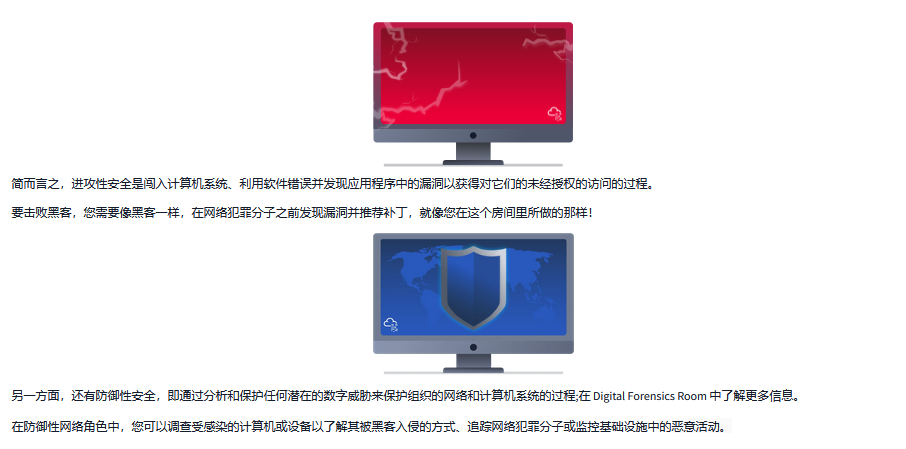 简而言之，进攻性安全是闯入计算机系统、利用软件错误并发现应用程序中的漏洞以获得对它们的未经授权的访问的过程。
要击败黑客，您需要像黑客一样，在网络犯罪分子之前发现漏洞并推荐补丁，就像您在这个房间里所做的那样！
另一方面，还有防御性安全，即通过分析和保护任何潜在的数字威胁来保护组织的网络和计算机系统的过程;在 Digital Forensics Room 中了解更多信息。
在防御性网络角色中，您可以调查受感染的计算机或设备以了解其被黑客入侵的方式、追踪网络犯罪分子或监控基础设施中的恶意活动。